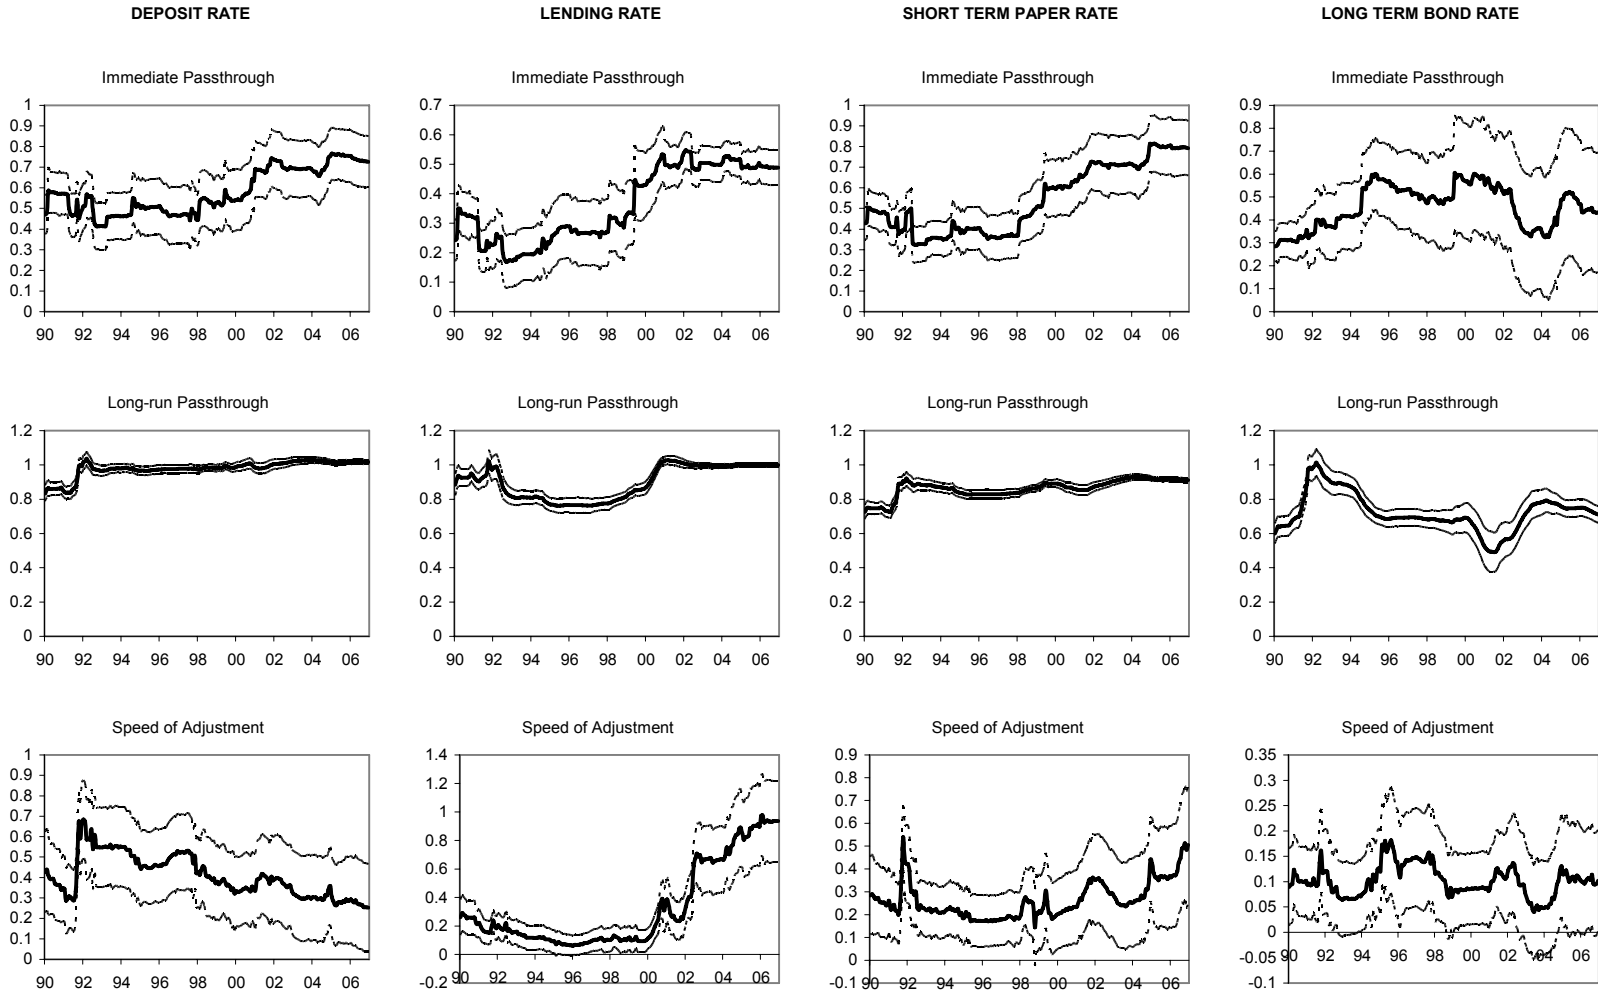 DEPOSIT RATE LENDING RATE SHORT TERM PAPER RATE LONG TERM BOND RATE
Immediate Passthrough Immediate Passthrough Immediate Passthrough Immediate Passthrough
1 0.7 1 0.9
0.9 0.6 0.9 0.8
0.8 0.5 0.8 0.7
0.7 0.4 0.7 0.6
0.6 0.3 0.6 0.5
0.5 0.2 0.5 0.4
0.4 0.1 0.4 0.3
0.3 0 0.3 0.2
0.2 0.2 0.1
0.1 0.1 0
0 0
90 92 94 96 98 00 02 04 06 90 92 94 96 98 00 02 04 06 90 92 94 96 98 00 02 04 06 90 92 94 96 98 00 02 04 06
Long-run Passthrough Long-run Passthrough Long-run Passthrough Long-run Passthrough
1.2 1.2 1.2 1.2
1 1 1 1
0.8 0.8 0.8 0.8
0.6 0.6 0.6 0.6
0.4 0.4 0.4 0.4
0.2 0.2 0.2 0.2
0 0 0 0
90 92 94 96 98 00 02 04 06 90 92 94 96 98 00 02 04 06 90 92 94 96 98 00 02 04 06 90 92 94 96 98 00 02 04 06
Speed of Adjustment Speed of Adjustment Speed of Adjustment Speed of Adjustment
1 1.4 0.9 0.35
0.9 1.2 0.8 0.3
0.8 1 0.7 0.25
0.7 0.8 0.6 0.2
0.6 0.6 0.5 0.15
0.5 0.4 0.4 0.1
0.4 0.2 0.3 0.05
0.3 0 0.2 0
0.2 -0.2 0.1 -0.05
0.1 0 -0.1
0 -0.1
90 92 94 96 98 00 02 04 06 90 92 94 96 98 00 02 04 06 90 92 94 96 98 00 02 04 06 90 92 94 96 98 00 02 04 06